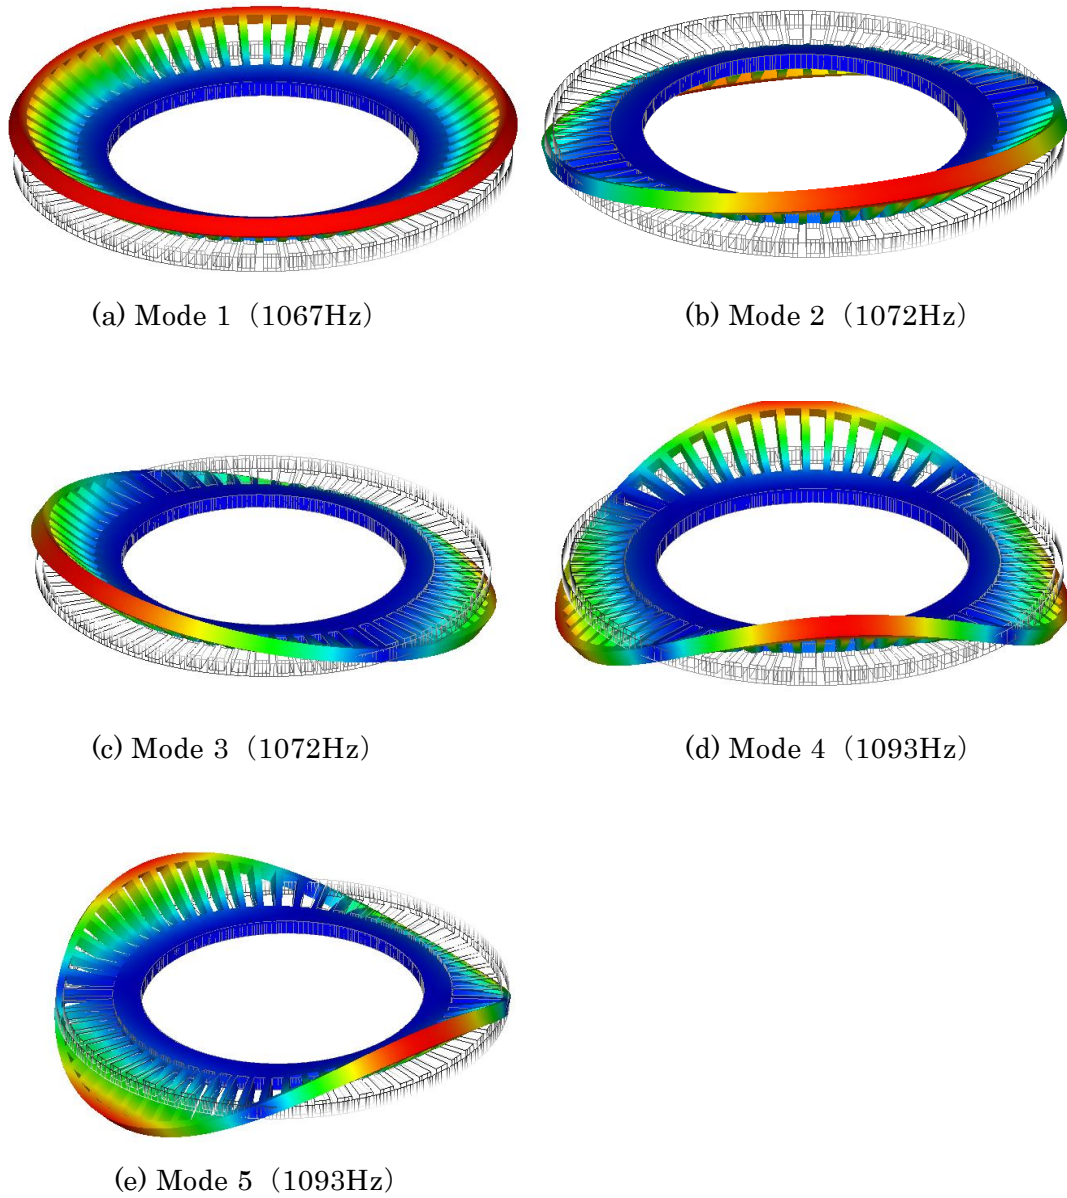 (a) Mode 1（1067Hz）
(b) Mode 2（1072Hz）
(c) Mode 3（1072Hz）
(d) Mode 4（1093Hz）
(e) Mode 5（1093Hz）